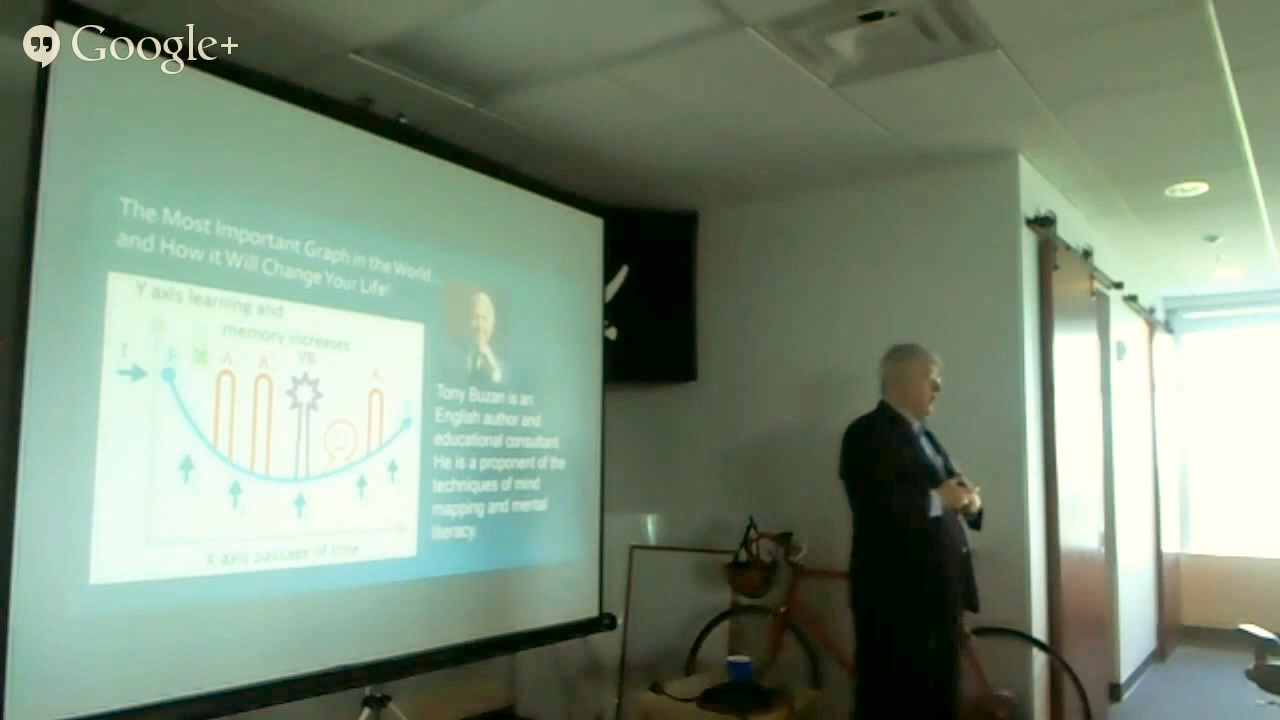 Google+
The Most Important Graph in the World...
and How it Will Change Your Life!
Y axis learning and
memory increases
VR
A A
X axis passage of time
Tony Buzan is an
English author and
educational consultant.
He is a proponent of the
techniques of mind
mapping and mental
literacy.